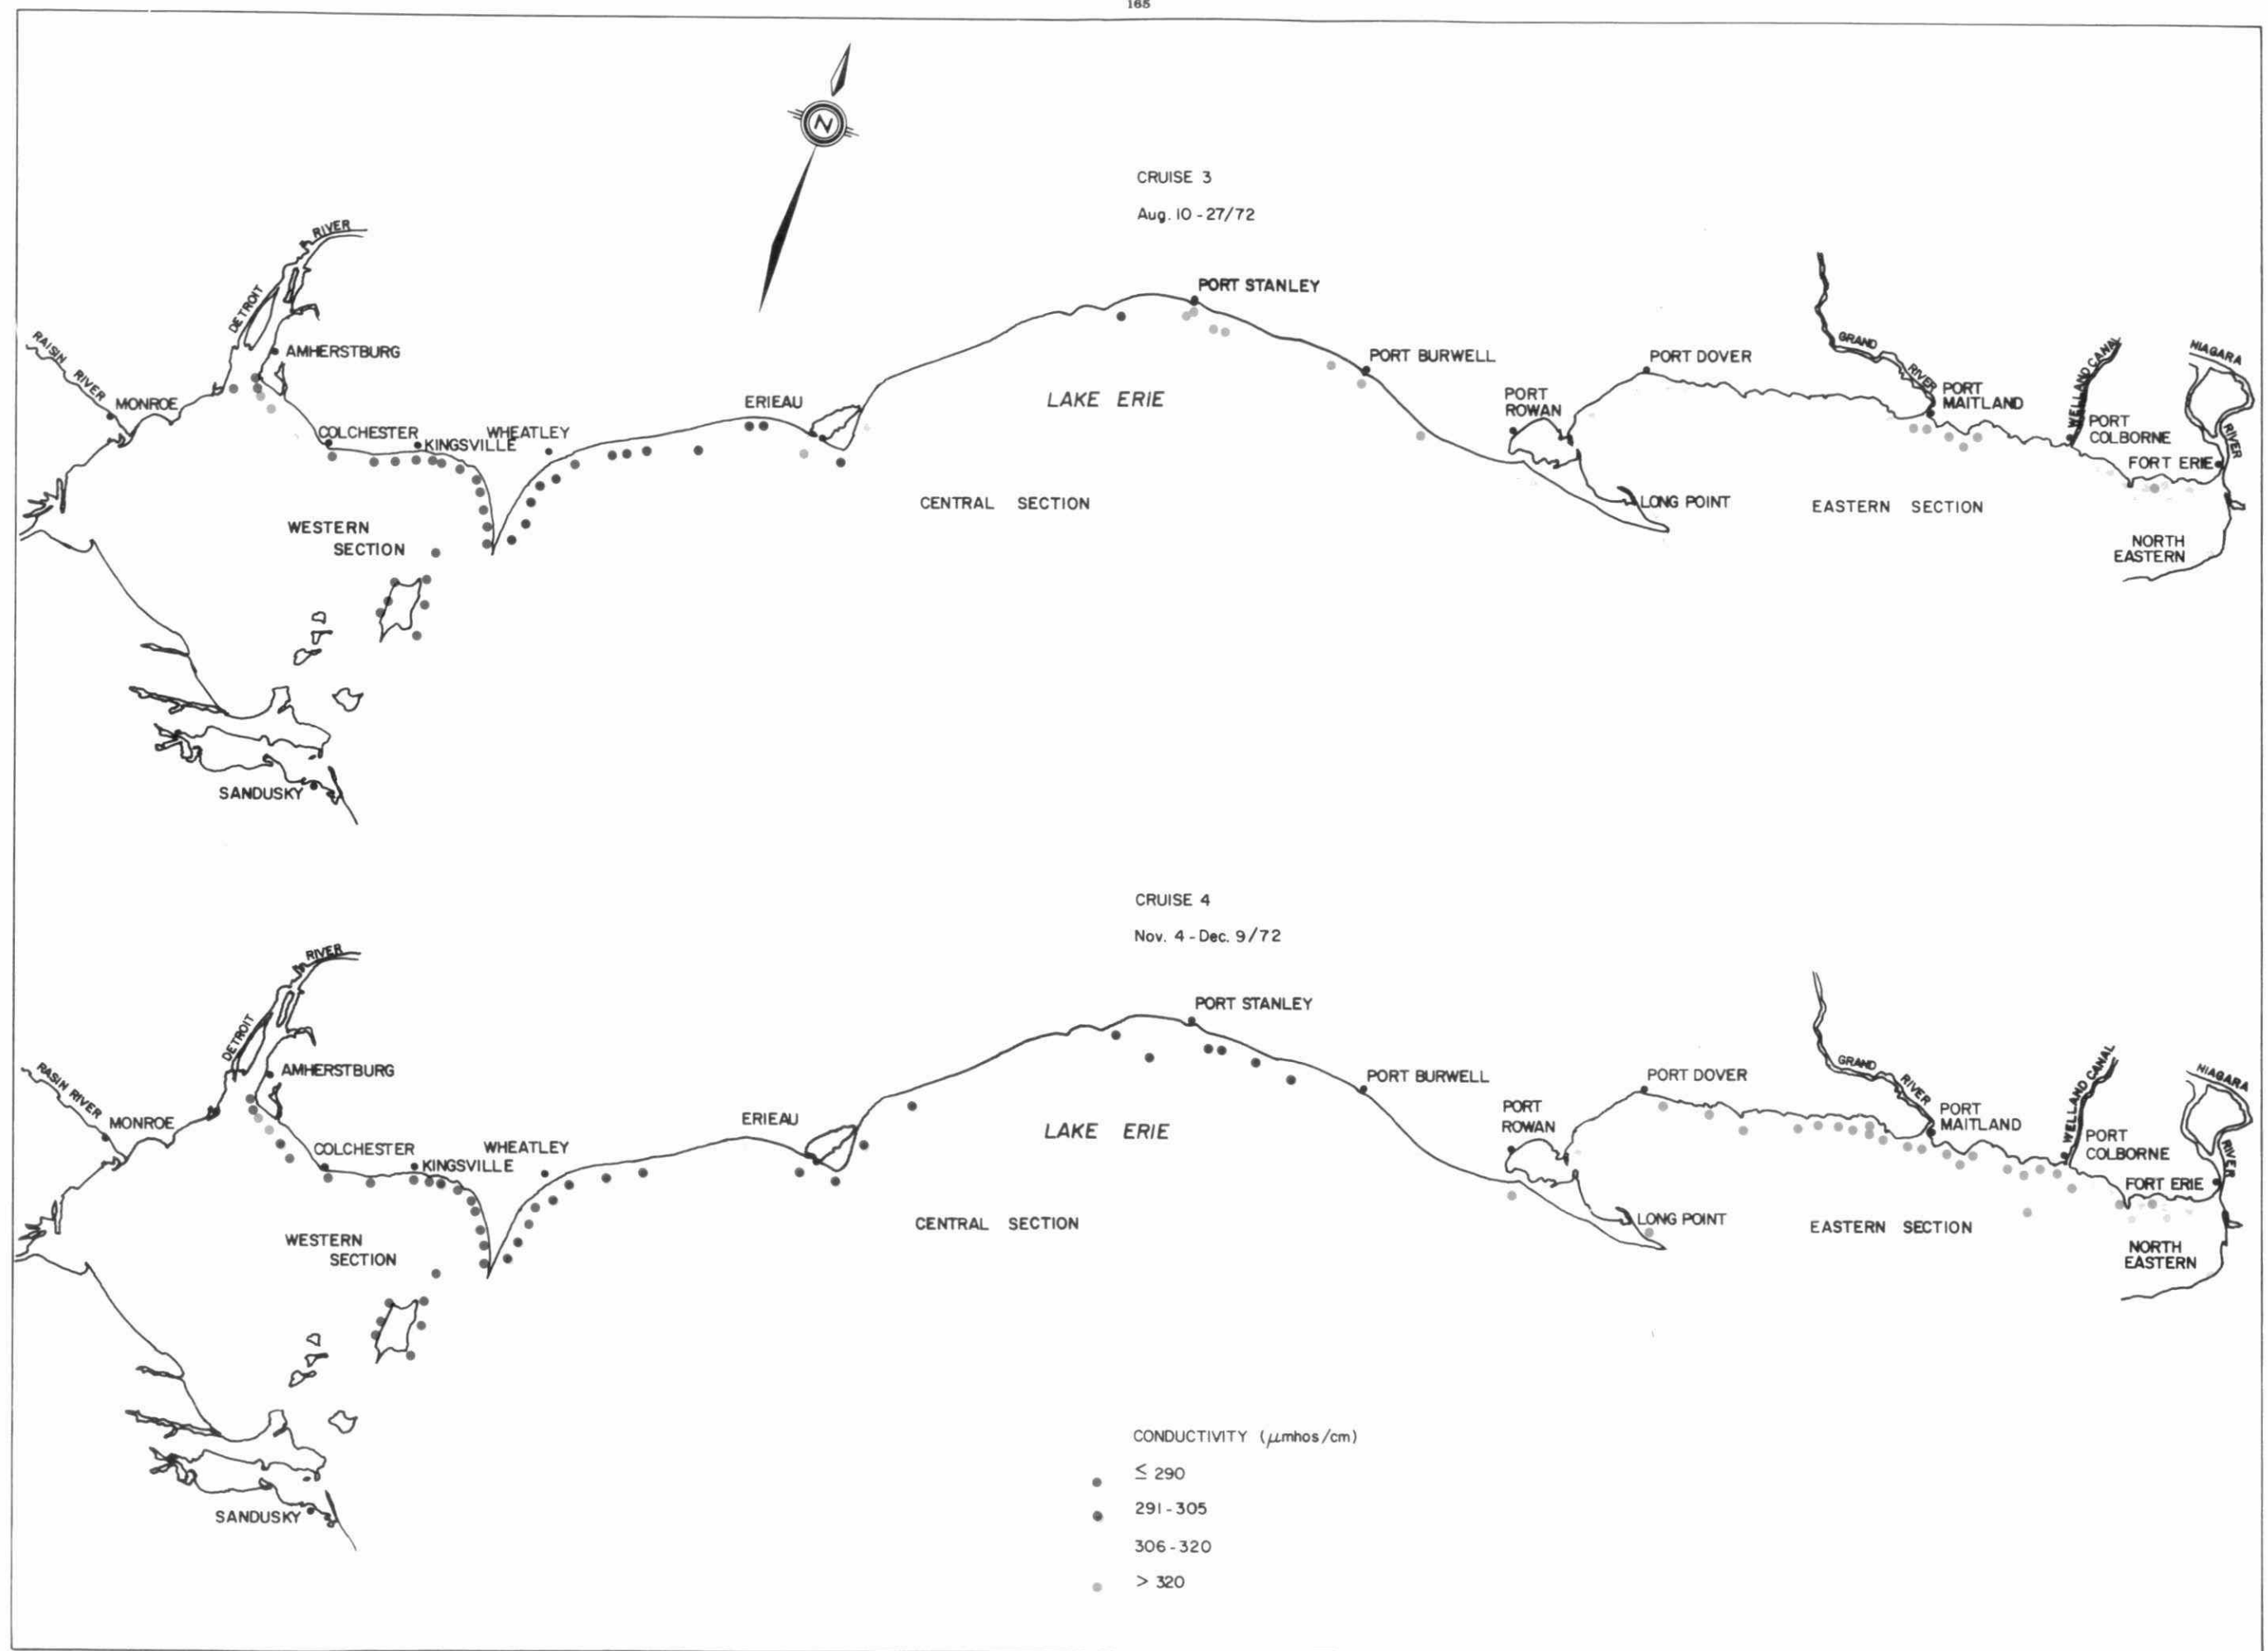 165
N
CRUISE 3
Aug. 10 - 27/72
RIVER
DETROIT
RAISIN RIVER
AMHERSTBURG
MONROE
COLCHESTER
KINGSVILLE
WHEATLEY
ERIEAU
PORT STANLEY
LAKE ERIE
PORT BURWELL
PORT
ROWAN
PORT DOVER
GRAND RIVER
PORT
MAITLAND
WELLAND CANAL
PORT
COLBORNE
NIAGARA
RIVER
FORT ERIE
LONG POINT
WESTERN
SECTION
CENTRAL SECTION
EASTERN SECTION
NORTH
EASTERN
SANDUSKY
CRUISE 4
Nov. 4 - Dec. 9/72
RIVER
DETROIT
RASIN RIVER
AMHERSTBURG
MONROE
COLCHESTER
KINGSVILLE
WHEATLEY
ERIEAU
PORT STANLEY
LAKE ERIE
PORT BURWELL
PORT
ROWAN
PORT DOVER
GRAND RIVER
PORT
MAITLAND
WELLAND CANAL
PORT
COLBORNE
NIAGARA
RIVER
FORT ERIE
LONG POINT
WESTERN
SECTION
CENTRAL SECTION
EASTERN SECTION
NORTH
EASTERN
SANDUSKY
CONDUCTIVITY (μmhos/cm)
≤ 290
291 - 305
306 - 320
> 320